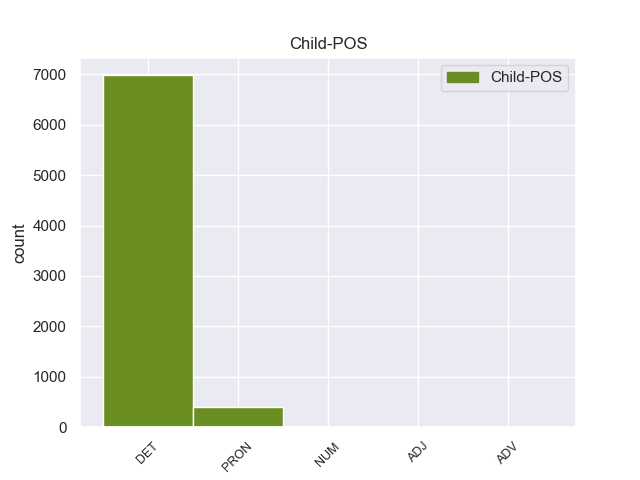 Child-POS
Child-POS
7000
6000
5000
4000
3000
2000
1000
0
count
DET
PRON
NUM
ADJ
ADV